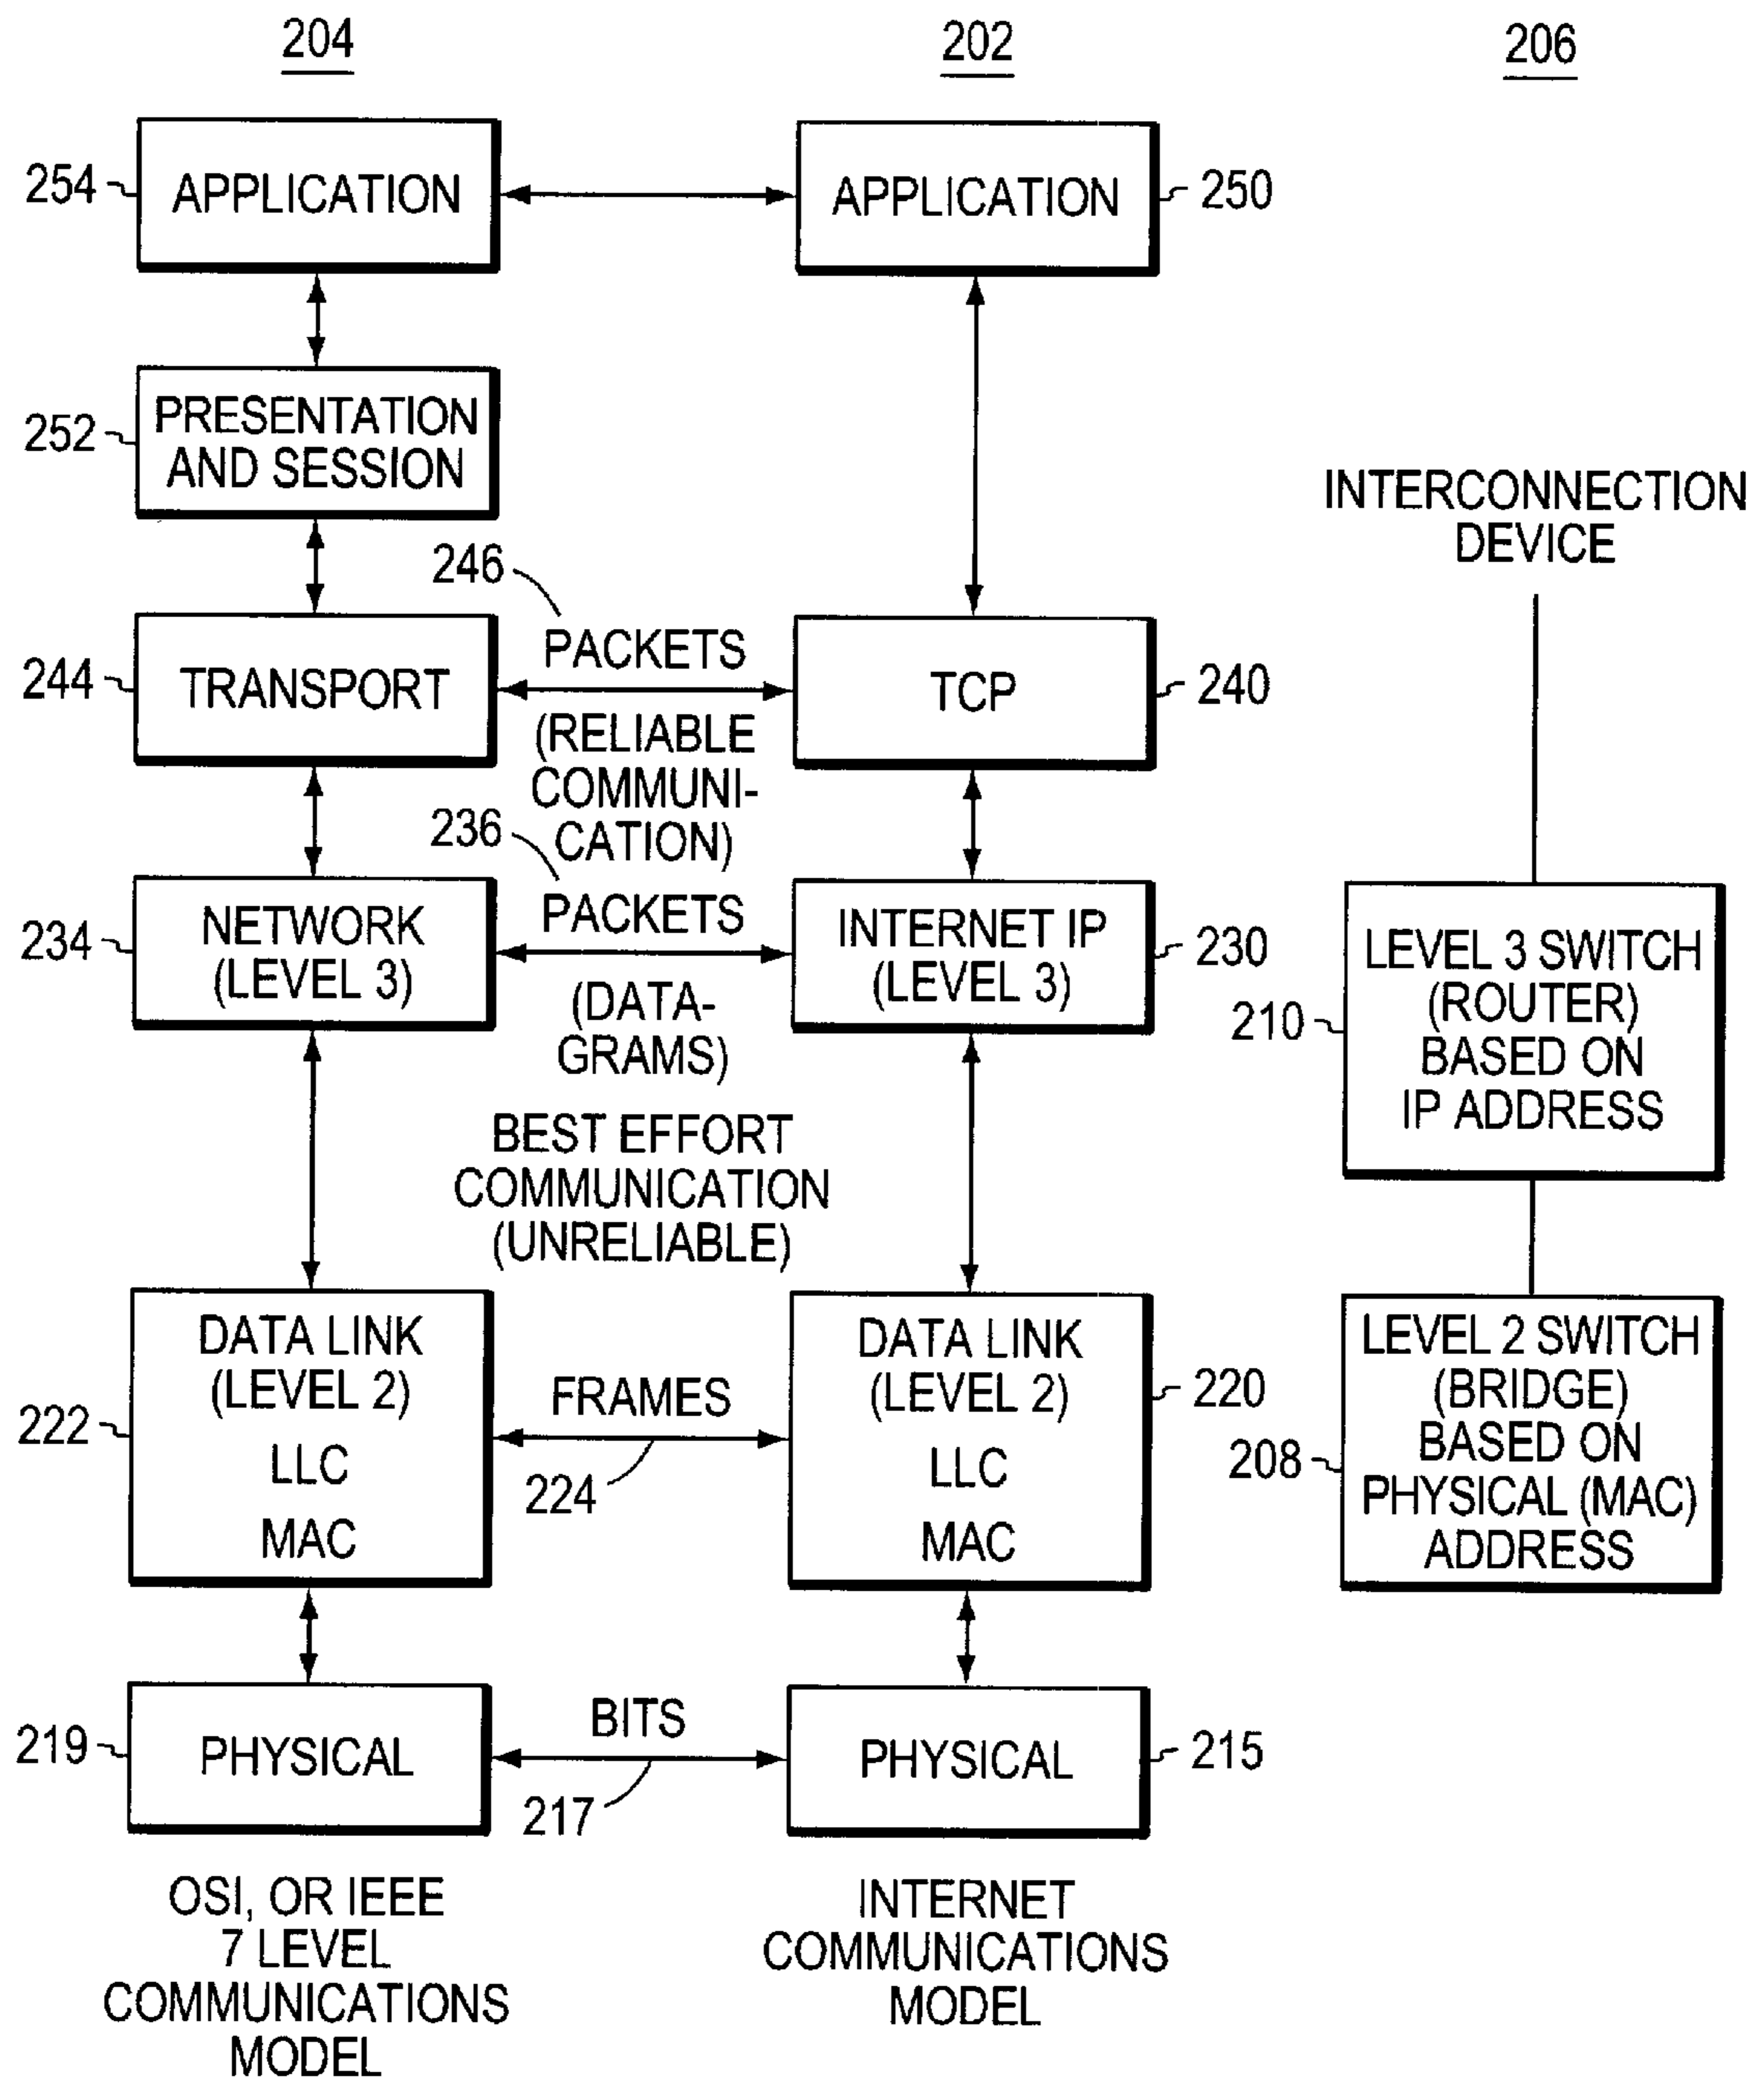 204
202
206
254
APPLICATION
APPLICATION
250
252
PRESENTATION
AND SESSION
INTERCONNECTION
DEVICE
246
PACKETS
244
TRANSPORT
TCP
240
(RELIABLE
COMMUNI-
CATION)
236
PACKETS
234
NETWORK
(LEVEL 3)
INTERNET IP
(LEVEL 3)
230
(DATA-
GRAMS)
210
LEVEL 3 SWITCH
(ROUTER)
BASED ON
IP ADDRESS
BEST EFFORT
COMMUNICATION
(UNRELIABLE)
222
DATA LINK
(LEVEL 2)
LLC
MAC
FRAMES
224
DATA LINK
(LEVEL 2)
LLC
MAC
220
208
LEVEL 2 SWITCH
(BRIDGE)
BASED ON
PHYSICAL (MAC)
ADDRESS
219
PHYSICAL
BITS
217
PHYSICAL
215
OSI, OR IEEE
7 LEVEL
COMMUNICATIONS
MODEL
INTERNET
COMMUNICATIONS
MODEL